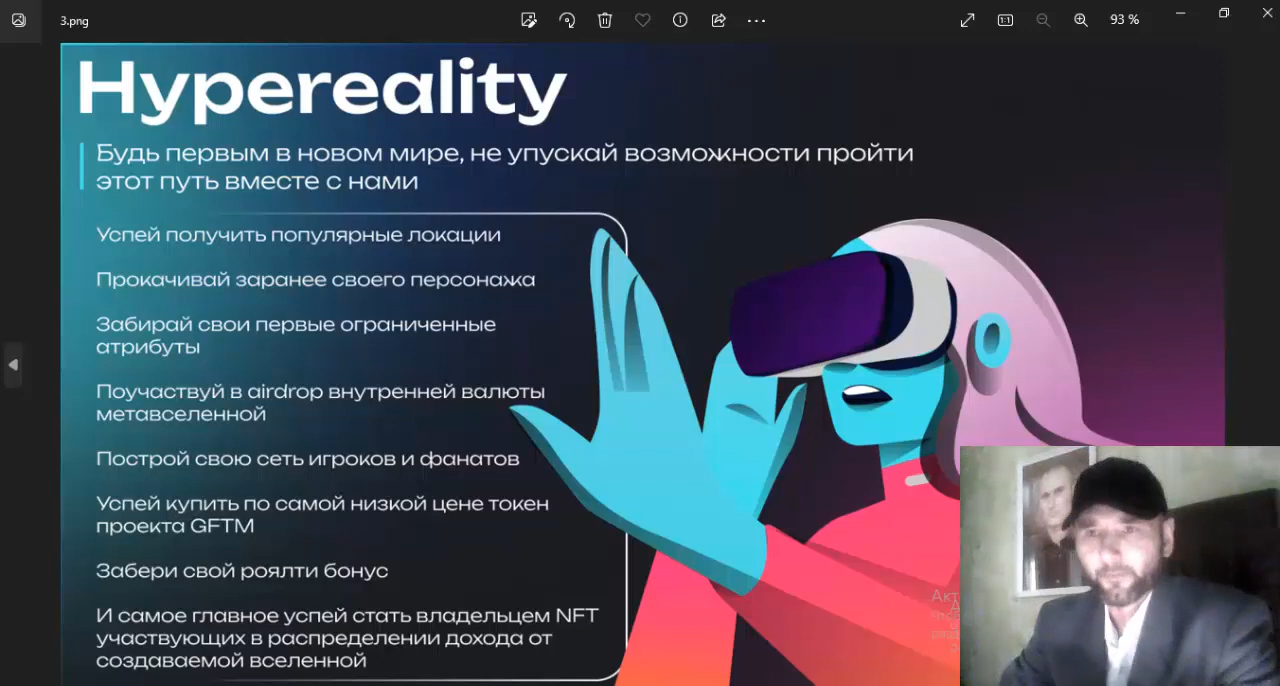 3.png
93 %
Hypereality
Будь первым в новом мире, не упускай возможности пройти
этот путь вместе с нами
Успей получить популярные локации
Прокачивай заранее своего персонажа
Забирай свои первые ограниченные
атрибуты
Поучаствуй в airdrop внутренней валюты
метавселенной
Построй свою сеть игроков и фанатов
Успей купить по самой низкой цене токен
проекта GFTM
Забери свой роялти бонус
И самое главное успей стать владельцем NFT
участвующих в распределении дохода от
создаваемой вселенной